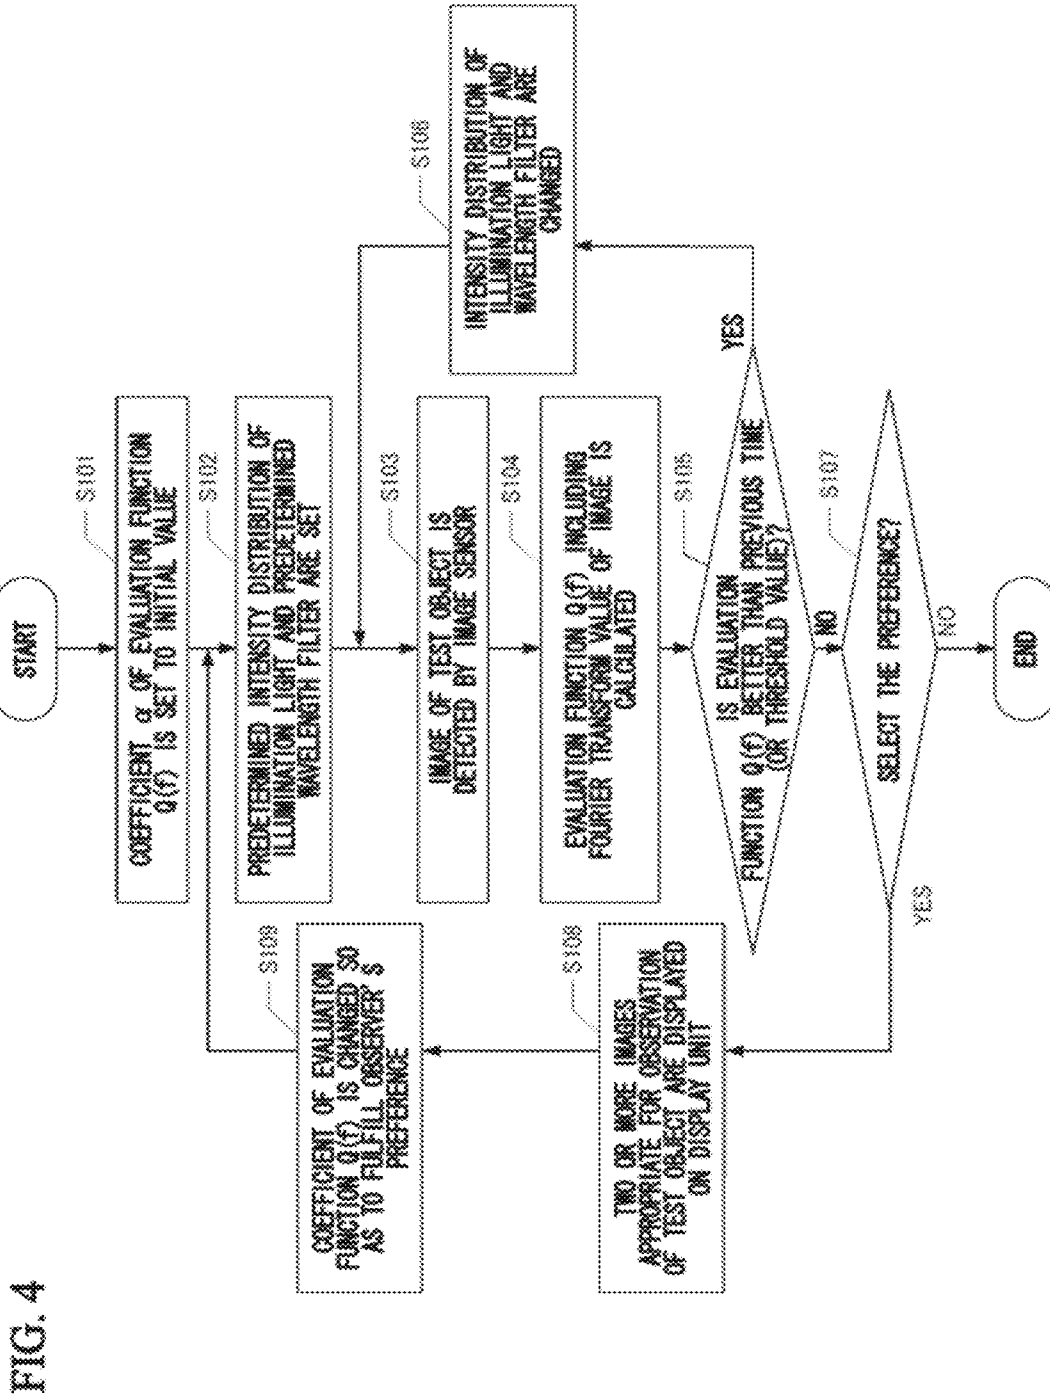 FIG. 4
START
S101
COEFFICIENT α OF EVALUATION FUNCTION
Q(f) IS SET TO INITIAL VALUE
S102
PREDETERMINED INTENSITY DISTRIBUTION OF
ILLUMINATION LIGHT AND PREDETERMINED
WAVELENGTH FILTER ARE SET
S103
IMAGE OF TEST OBJECT IS
DETECTED BY IMAGE SENSOR
S104
EVALUATION FUNCTION Q(f) INCLUDING
FOURIER TRANSFORM VALUE OF IMAGE IS
CALCULATED
S105
IS EVALUATION
FUNCTION Q(f) BETTER THAN PREVIOUS TIME
(OR THRESHOLD VALUE)?
YES
NO
S106
INTENSITY DISTRIBUTION OF
ILLUMINATION LIGHT AND
WAVELENGTH FILTER ARE
CHANGED
S107
SELECT THE PREFERENCE?
YES
NO
S108
TWO OR MORE IMAGES
APPROPRIATE FOR OBSERVATION
OF TEST OBJECT ARE DISPLAYED
ON DISPLAY UNIT
S109
COEFFICIENT OF EVALUATION
FUNCTION Q(f) IS CHANGED SO
AS TO FULFILL OBSERVER'S
PREFERENCE
END